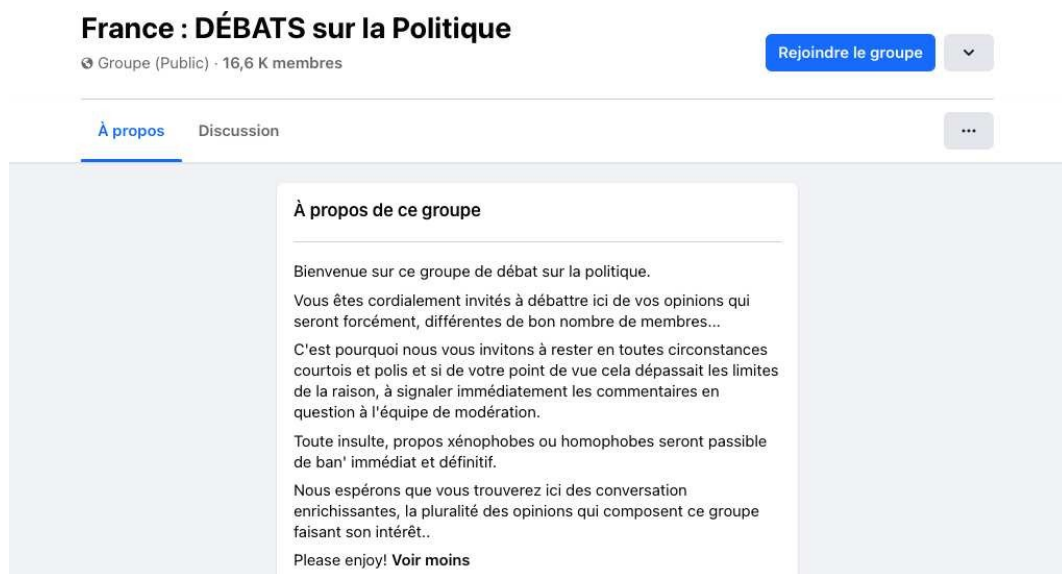 France : DÉBATS sur la Politique
Groupe (Public) · 16,6 K membres
Rejoindre le groupe
À propos
Discussion
À propos de ce groupe
Bienvenue sur ce groupe de débat sur la politique.
Vous êtes cordialement invités à débattre ici de vos opinions qui
seront forcément, différentes de bon nombre de membres...
C'est pourquoi nous vous invitons à rester en toutes circonstances
courtois et polis et si de votre point de vue cela dépassait les limites
de la raison, à signaler immédiatement les commentaires en
question à l'équipe de modération.
Toute insulte, propos xénophobes ou homophobes seront passible
de ban' immédiat et définitif.
Nous espérons que vous trouverez ici des conversation
enrichissantes, la pluralité des opinions qui composent ce groupe
faisant son intérêt..
Please enjoy! Voir moins